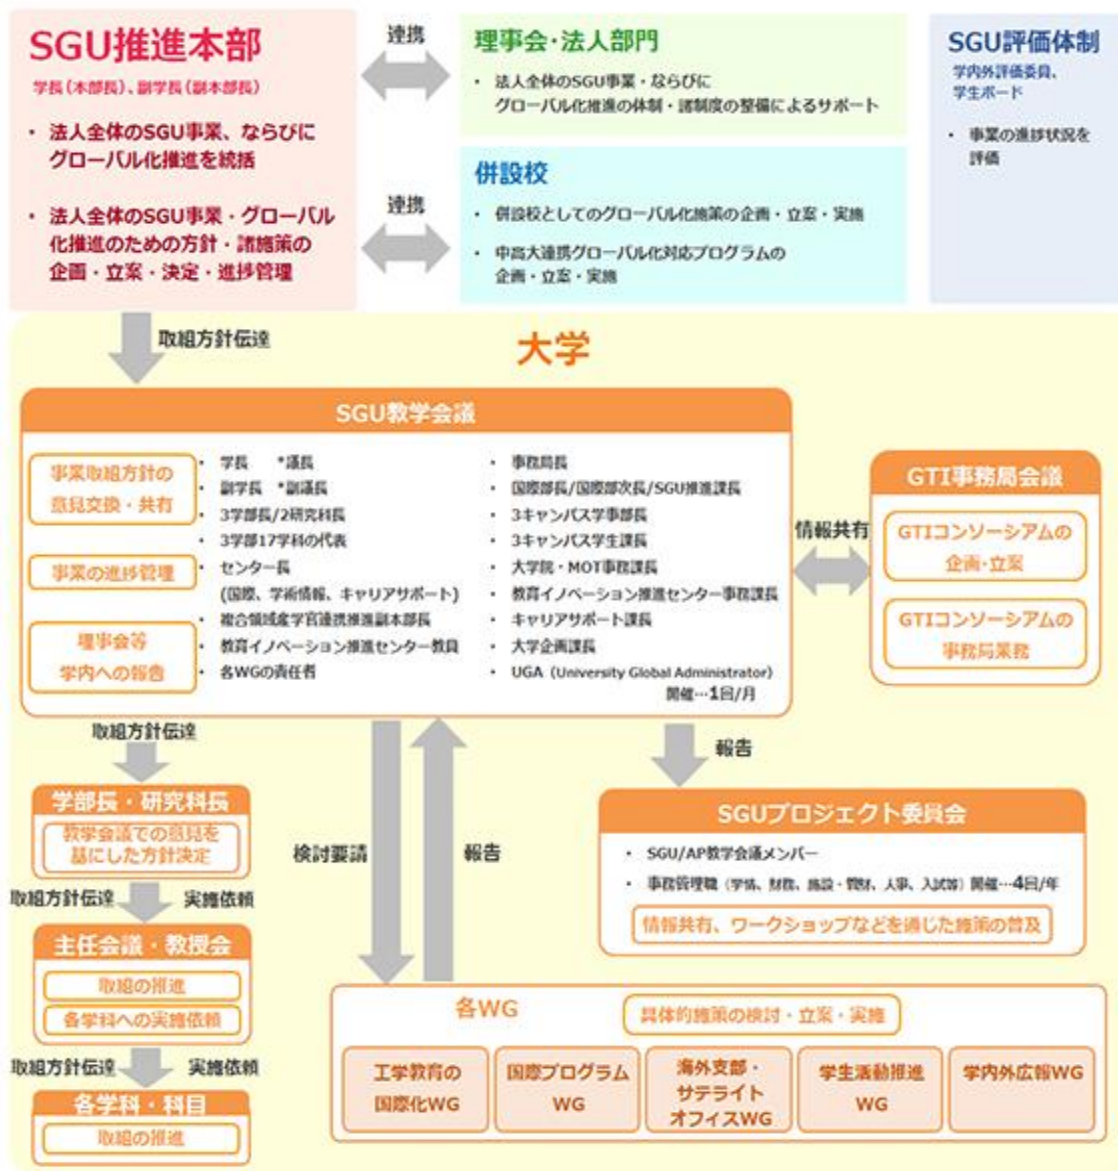 SGU推進本部
学長(本部長)、副学長(副本部長)
・ 法人全体のSGU事業、ならびに
グローバル化推進を統括
・ 法人全体のSGU事業・グローバル
化推進のための方針・諸施策の
企画・立案・決定・進捗管理
連携
連携
理事会・法人部門
・ 法人全体のSGU事業・ならびに
グローバル化推進の体制・諸制度の整備によるサポート
併設校
・ 併設校としてのグローバル化施策の企画・立案・実施
・ 中高大連携グローバル化対応プログラムの
企画・立案・実施
SGU評価体制
学内外評価委員、
学生ボード
・ 事業の進捗状況を
評価
取組方針伝達
大学
SGU教学会議
事業取組方針の
意見交換・共有
事業の進捗管理
理事会等
学内への報告
・ 学長 *議長
・ 副学長 *副議長
・ 3学部長/2研究科長
・ 3学部17学科の代表
・ センター長
(国際、学術情報、キャリアサポート)
・ 複合領域産学官連携推進副本部長
・ 教育イノベーション推進センター教員
・ 各WGの責任者
・ 事務局長
・ 国際部長/国際部次長/SGU推進課長
・ 3キャンパス学事部長
・ 3キャンパス学生課長
・ 大学院・MOT事務課長
・ 教育イノベーション推進センター事務課長
・ キャリアサポート課長
・ 大学企画課長
・ UGA(University Global Administrator)
開催…1回/月
情報共有
GTI事務局会議
GTIコンソーシアムの
企画・立案
GTIコンソーシアムの
事務局業務
取組方針伝達
学部長・研究科長
教学会議での意見を
基にした方針決定
取組方針伝達 実施依頼
主任会議・教授会
取組の推進
各学科への実施依頼
取組方針伝達 実施依頼
各学科・科目
取組の推進
検討要請
報告
報告
SGUプロジェクト委員会
・ SGU/AP教学会議メンバー
・ 事務管理職(学情、財務、施設・管財、人事、入試等)開催…4回/年
情報共有、ワークショップなどを通じた施策の普及
各WG
具体的施策の検討・立案・実施
工学教育の
国際化WG
国際プログラム
WG
海外支部・
サテライト
オフィスWG
学生活動推進
WG
学内外広報WG